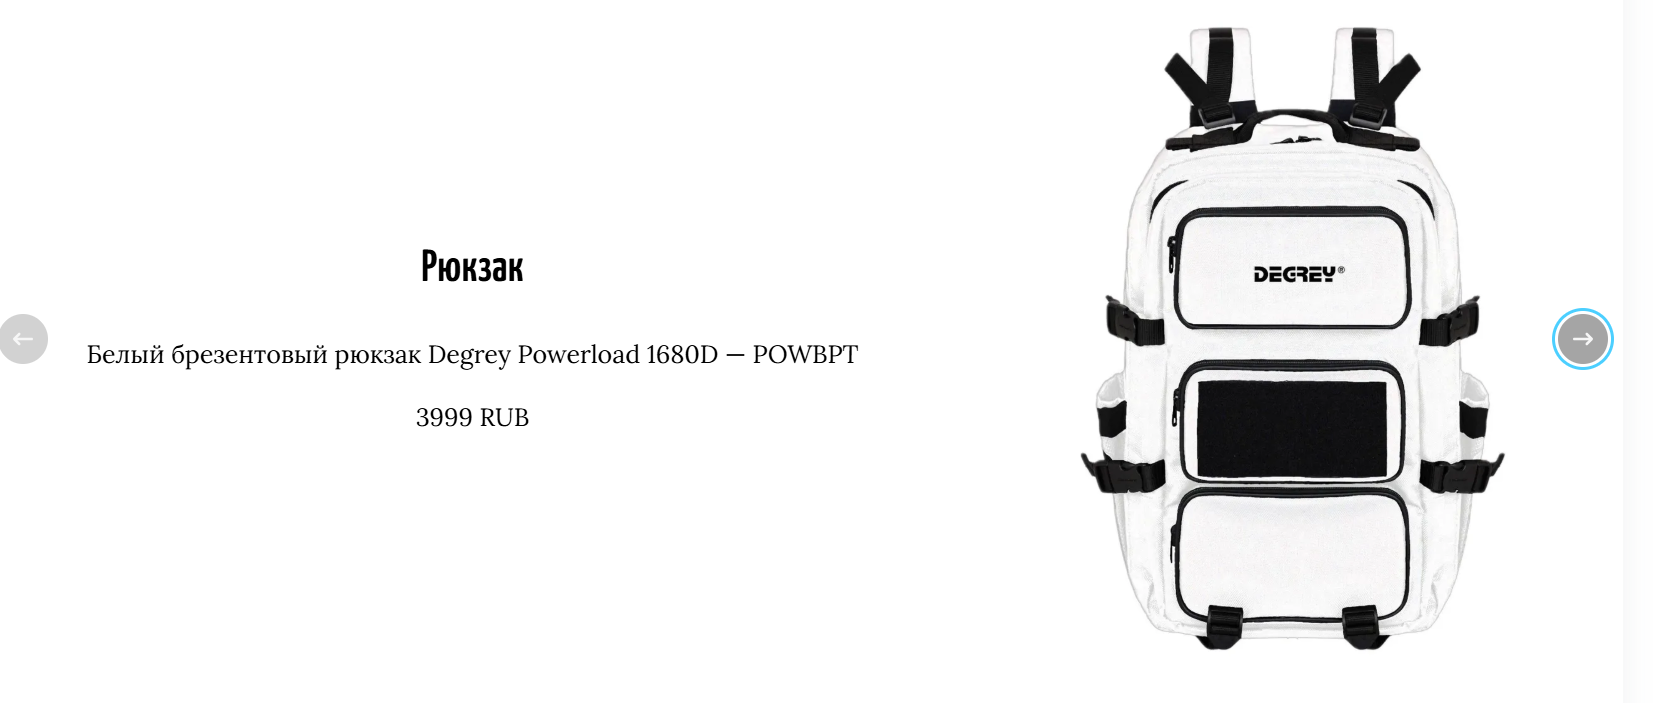 Рюкзак
Белый брезентовый рюкзак Degrey Powerload 1680D — POWBPT
3999 RUB
DEGREY®